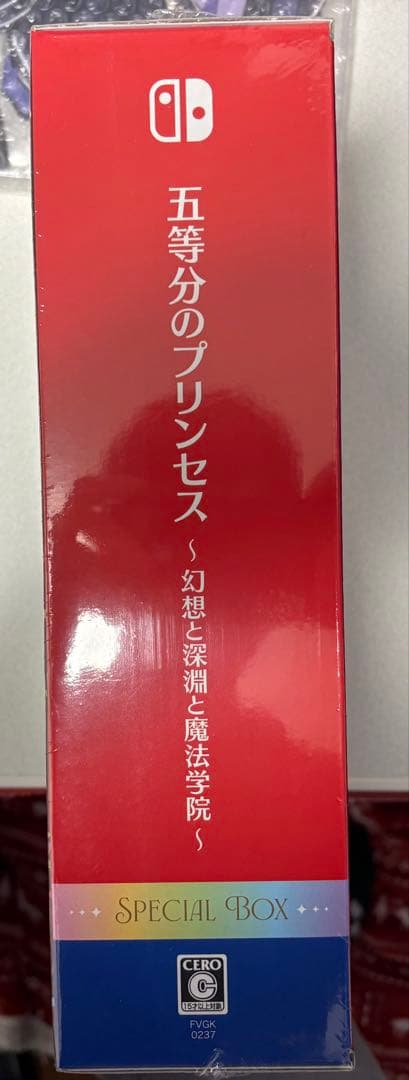 五等分のプリンセス
~幻想と深淵と魔法学院~
SPECIAL BOX
CERO
C
15才以上対象
FVGK
0237